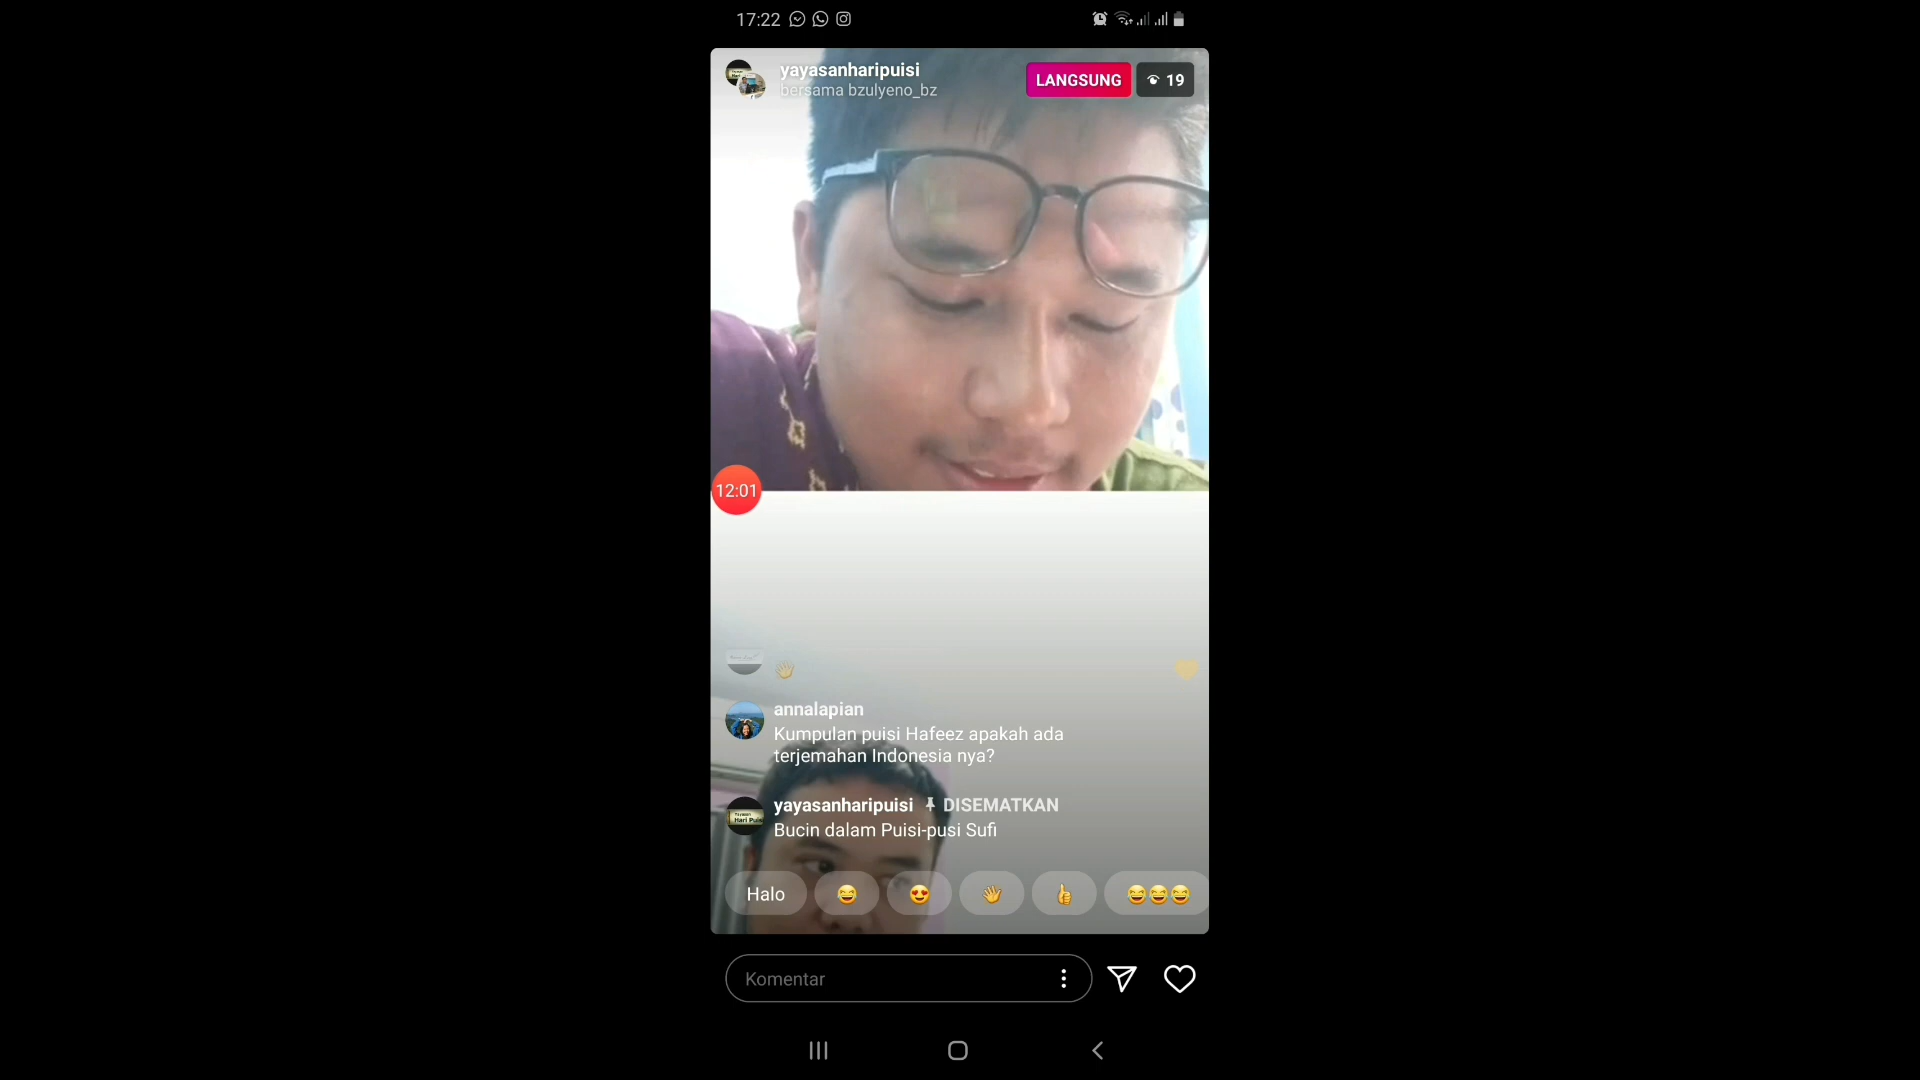 17:22
yayasanharipuisi
bersama bzulyeno_bz
LANGSUNG
19
12:01
annalapian
Kumpulan puisi Hafeez apakah ada
terjemahan Indonesia nya?
yayasanharipuisi DISEMATKAN
Bucin dalam Puisi-pusi Sufi
Halo
Komentar